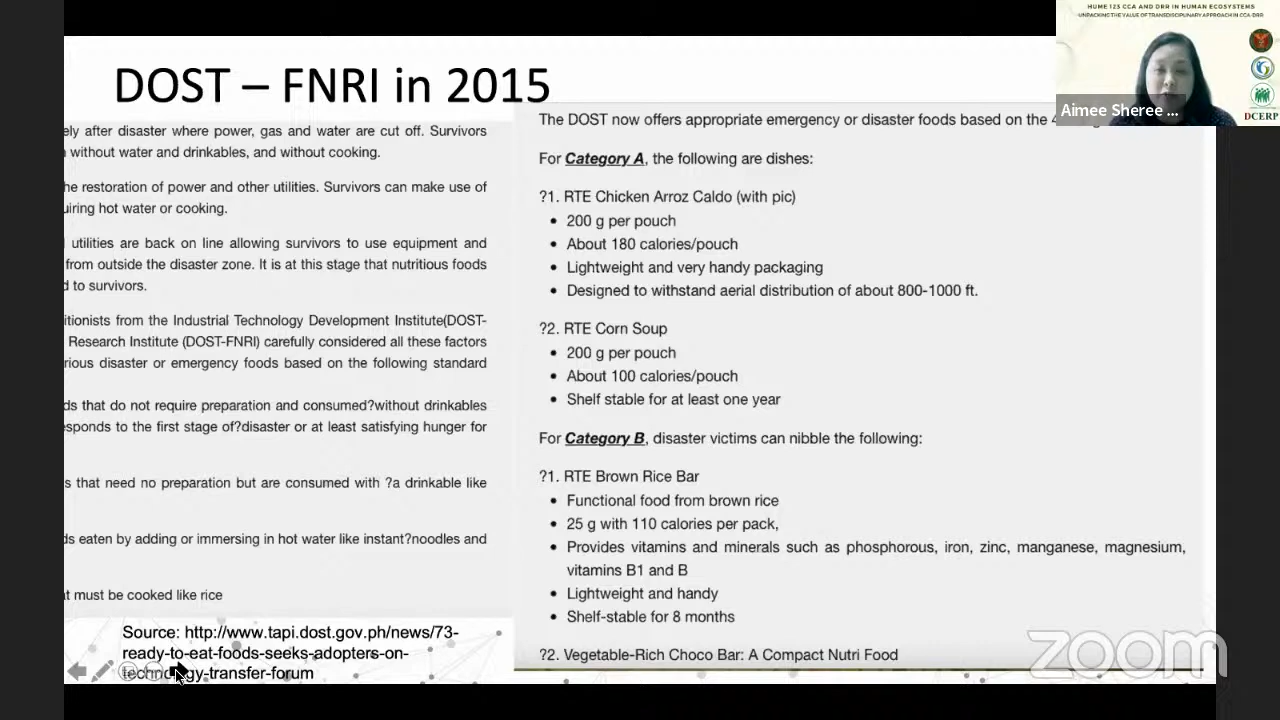 HUME 123 CCA AND DRR IN HUMAN ECOSYSTEMS
UNPACKING THE VALUE OF TRANSDISCIPLINARY APPROACH IN CCA-DRR
Aimee Sheree ...
DCERP
DOST – FNRI in 2015
ely after disaster where power, gas and water are cut off. Survivors
without water and drinkables, and without cooking.
he restoration of power and other utilities. Survivors can make use of
uiring hot water or cooking.
utilities are back on line allowing survivors to use equipment and
from outside the disaster zone. It is at this stage that nutritious foods
d to survivors.
itionists from the Industrial Technology Development Institute(DOST-
Research Institute (DOST-FNRI) carefully considered all these factors
rious disaster or emergency foods based on the following standard
ds that do not require preparation and consumed?without drinkables
esponds to the first stage of?disaster or at least satisfying hunger for
s that need no preparation but are consumed with ?a drinkable like
ds eaten by adding or immersing in hot water like instant?noodles and
t must be cooked like rice
Source: http://www.tapi.dost.gov.ph/news/73-
ready-to-eat-foods-seeks-adopters-on-
technology-transfer-forum
The DOST now offers appropriate emergency or disaster foods based on the
For Category A, the following are dishes:
?1. RTE Chicken Arroz Caldo (with pic)
• 200 g per pouch
• About 180 calories/pouch
• Lightweight and very handy packaging
• Designed to withstand aerial distribution of about 800-1000 ft.
?2. RTE Corn Soup
• 200 g per pouch
• About 100 calories/pouch
• Shelf stable for at least one year
For Category B, disaster victims can nibble the following:
?1. RTE Brown Rice Bar
• Functional food from brown rice
• 25 g with 110 calories per pack,
• Provides vitamins and minerals such as phosphorous, iron, zinc, manganese, magnesium,
vitamins B1 and B
• Lightweight and handy
• Shelf-stable for 8 months
?2. Vegetable-Rich Choco Bar: A Compact Nutri Food
zoom